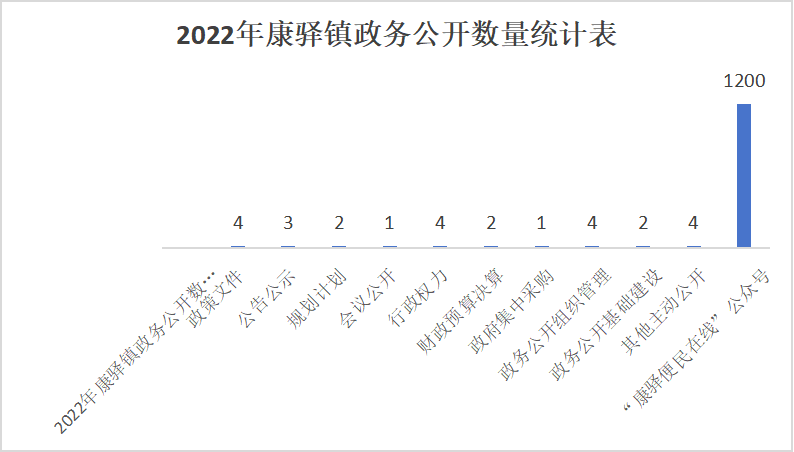 2022年康驿镇政务公开数量统计表
1200
4
3
2
1
4
2
1
4
2
4
2022年康驿镇政务公开数…
政策文件
公告公示
规划计划
会议公开
行政权力
财政预算决算
政府集中采购
政务公开组织管理
政务公开基础建设
其他主动公开
“康驿便民在线”公众号